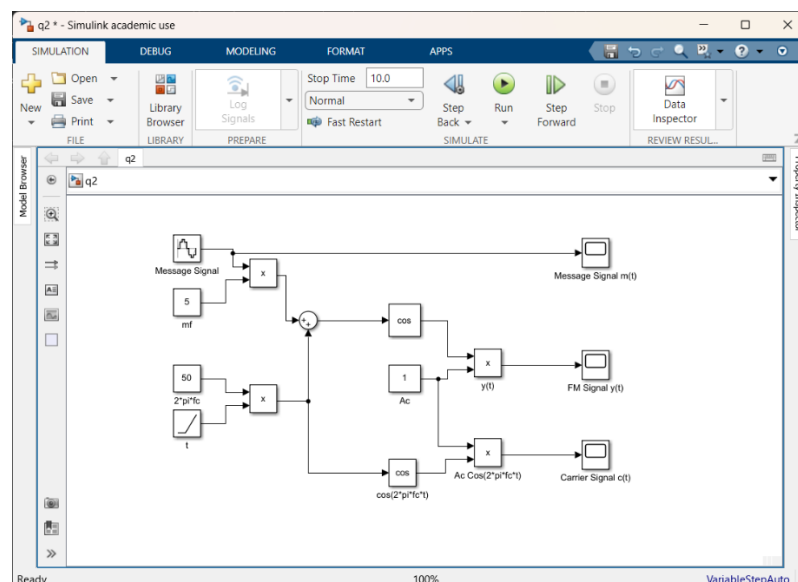 q2 * - Simulink academic use
SIMULATION DEBUG MODELING FORMAT APPS
New
Open
Save
Print
FILE
Library
Browser
LIBRARY
Log
Signals
PREPARE
Stop Time 10.0
Normal
Fast Restart
Step
Back
Run
Step
Forward
Stop
SIMULATE
Data
Inspector
REVIEW RESUL...
Model Browser
q2
q2
Message Signal
x
Message Signal m(t)
5
mf
cos
50
2*pi*fc
x
t
1
Ac
x
y(t)
FM Signal y(t)
cos
cos(2*pi*fc*t)
x
Ac Cos(2*pi*fc*t)
Carrier Signal c(t)
Ready
100%
VariableStepAuto